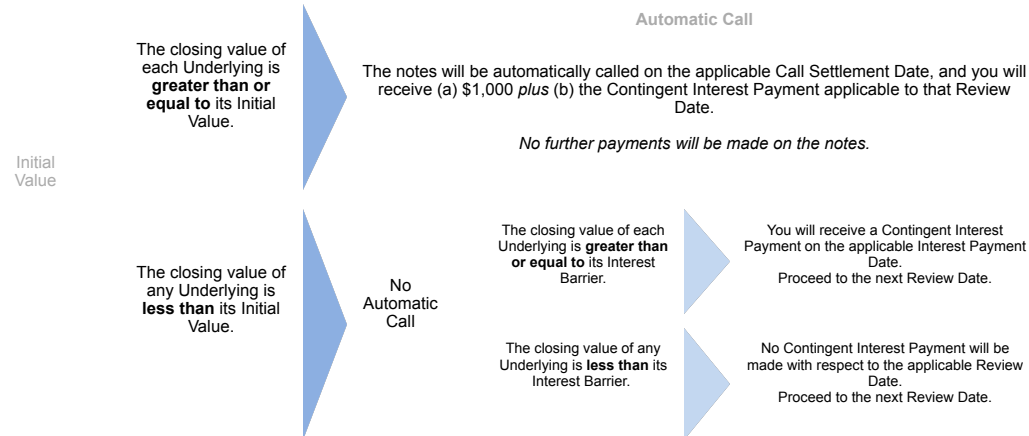 Automatic Call
The closing value of
each Underlying is
greater than or
equal to its Initial
Value.
The notes will be automatically called on the applicable Call Settlement Date, and you will
receive (a) $1,000 plus (b) the Contingent Interest Payment applicable to that Review
Date.
No further payments will be made on the notes.
Initial
Value
The closing value of
any Underlying is
less than its Initial
Value.
No
Automatic
Call
The closing value of each
Underlying is greater than
or equal to its Interest
Barrier.
You will receive a Contingent Interest
Payment on the applicable Interest Payment
Date.
Proceed to the next Review Date.
The closing value of any
Underlying is less than its
Interest Barrier.
No Contingent Interest Payment will be
made with respect to the applicable Review
Date.
Proceed to the next Review Date.